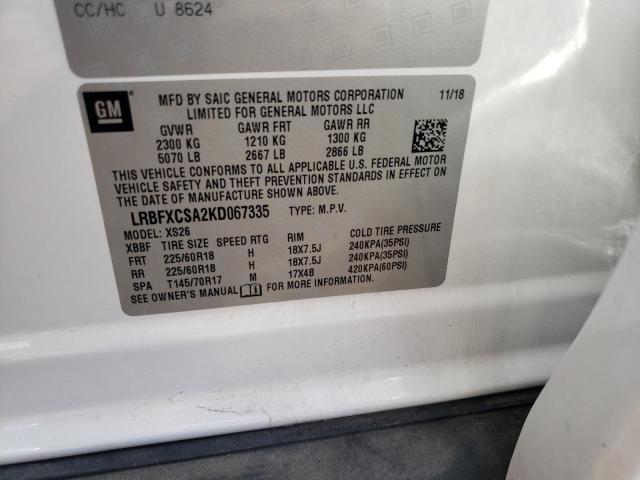 CC/HC U 8624
GM
MFD BY SAIC GENERAL MOTORS CORPORATION 11/18
LIMITED FOR GENERAL MOTORS LLC
GVWR GAWR FRT GAWR RR
2300 KG 1210 KG 1300 KG
5070 LB 2667 LB 2866 LB
THIS VEHICLE CONFORMS TO ALL APPLICABLE U.S. FEDERAL MOTOR
VEHICLE SAFETY AND THEFT PREVENTION STANDARDS IN EFFECT ON
THE DATE OF MANUFACTURE SHOWN ABOVE.
LRBFXCSA2KD067335 TYPE: M.P.V.
MODEL: XS26
XBBF TIRE SIZE SPEED RTG RIM COLD TIRE PRESSURE
FRT 225/60R18 H 18X7.5J 240KPA(35PSI)
RR 225/60R18 H 18X7.5J 240KPA(35PSI)
SPA T145/70R17 M 17X4B 420KPA(60PSI)
SEE OWNER'S MANUAL FOR MORE INFORMATION.